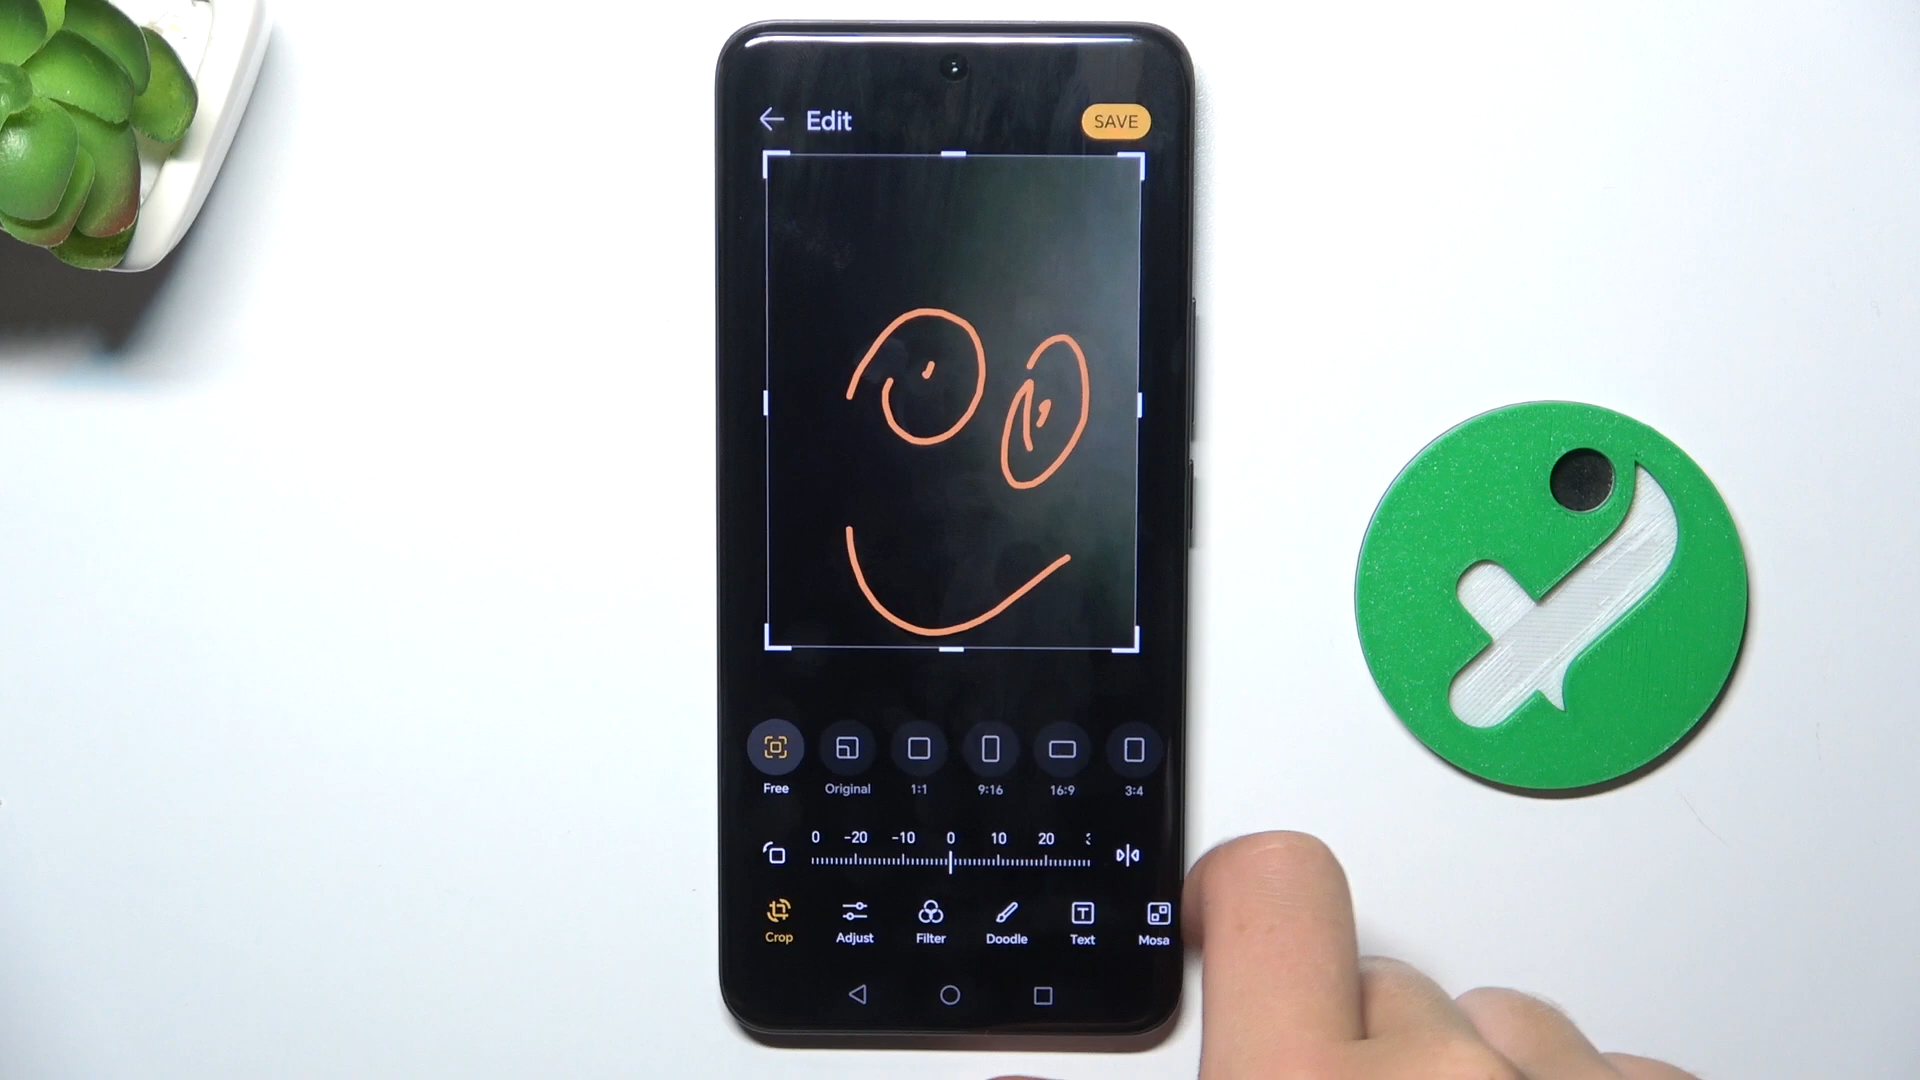 Edit SAVE
Free Original 1:1 9:16 16:9 3:4
0 -20 -10 0 10 20
Crop Adjust Filter Doodle Text Mosa